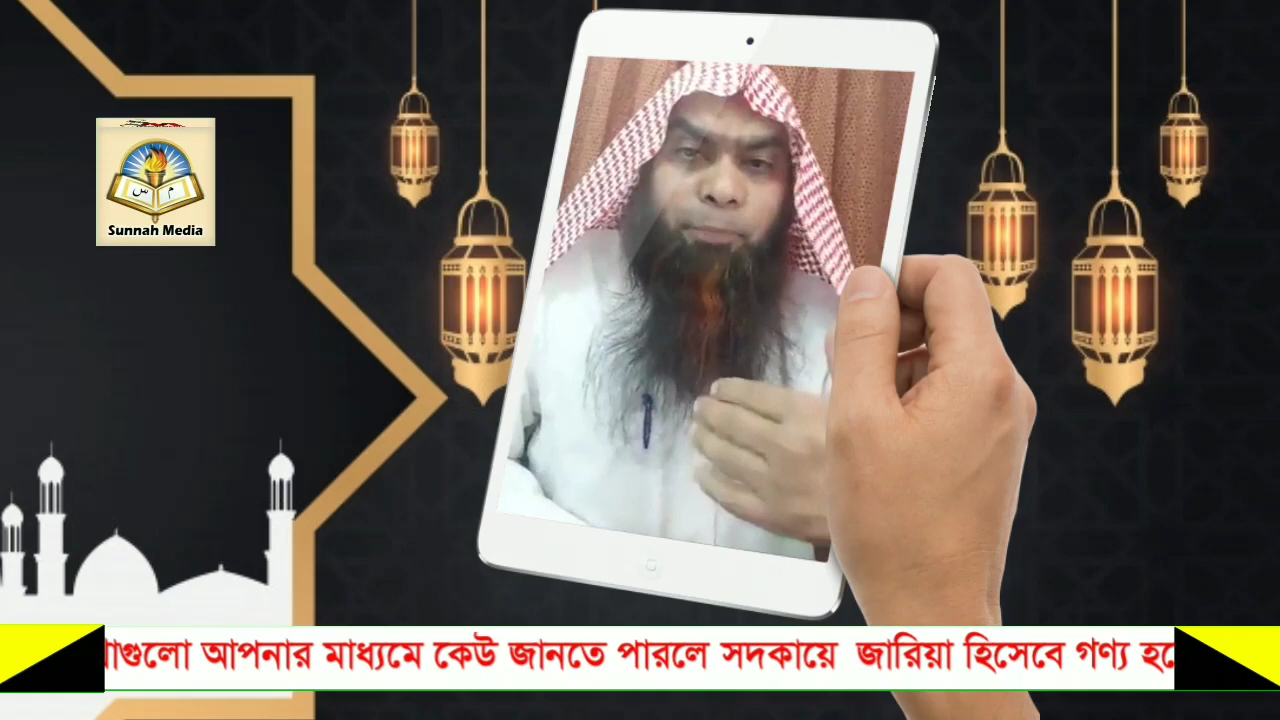 س م
Sunnah Media
আপনার মাধ্যমে কেউ জানতে পারলে সদকায়ে জারিয়া হিসেবে গণ্য